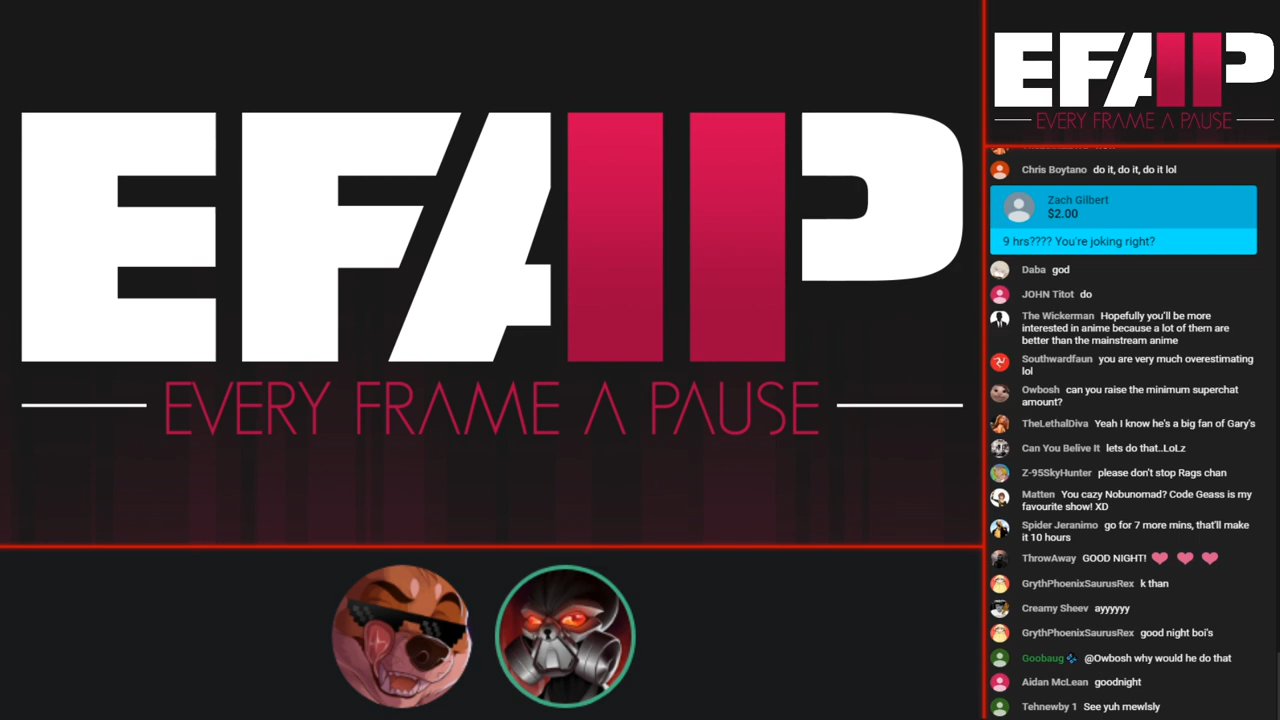 EFAP
EVERY FRAME A PAUSE
EFAP
EVERY FRAME A PAUSE
Chris Boytano do it, do it, do it lol
Zach Gilbert
$2.00
9 hrs???? You're joking right?
Daba god
JOHN Titot do
The Wickerman Hopefully you'll be more
interested in anime because a lot of them are
better than the mainstream anime
Southwardfaun you are very much overestimating
lol
Owbosh can you raise the minimum superchat
amount?
TheLethalDiva Yeah I know he's a big fan of Gary's
Can You Belive It lets do that..LoLz
Z-95SkyHunter please don't stop Rags chan
Matten You cazy Nobunomad? Code Geass is my
favourite show! XD
Spider Jeranimo go for 7 more mins, that'll make
it 10 hours
ThrowAway GOOD NIGHT!
GrythPhoenixSaurusRex k than
Creamy Sheev ayyyyyy
GrythPhoenixSaurusRex good night boi's
Goobaug @Owbosh why would he do that
Aidan McLean goodnight
Tehnewby 1 See yuh mewlsly